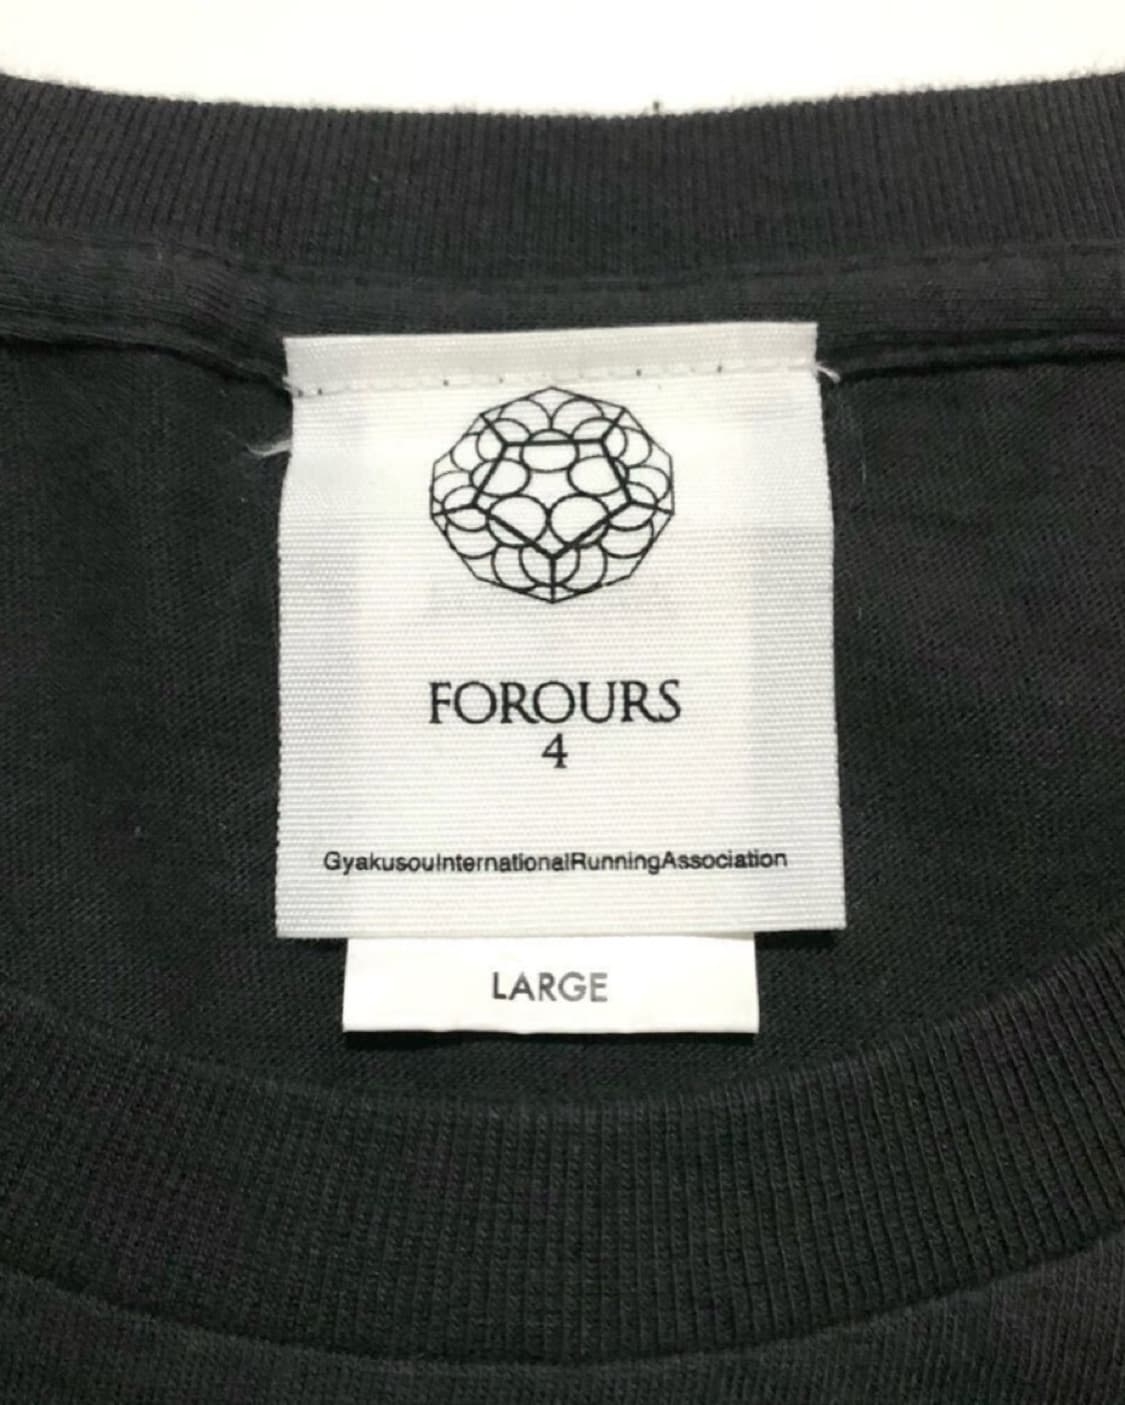 FOROURS
4
GyakusouInternationalRunningAssociation
LARGE